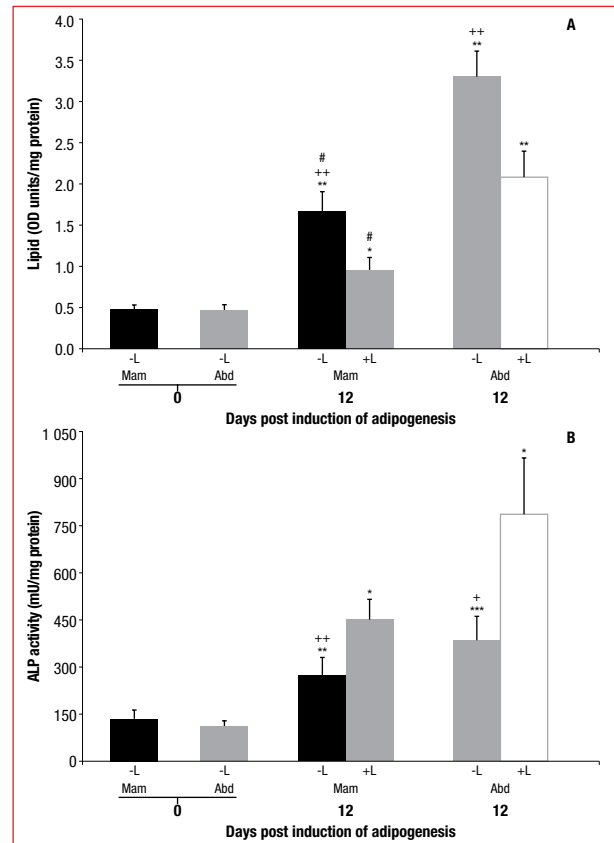 A
Lipid (OD units/mg protein)
4.0
3.5
3.0
2.5
2.0
1.5
1.0
0.5
0.0
#
++
**
#
*
++
**
**
-L -L -L +L -L +L
Mam Abd Mam Abd
0 12 12
Days post induction of adipogenesis
B
ALP activity (mU/mg protein)
1 050
900
750
600
450
300
150
0
++
**
*
+
***
*
-L -L -L +L -L +L
Mam Abd Mam Abd
0 12 12
Days post induction of adipogenesis